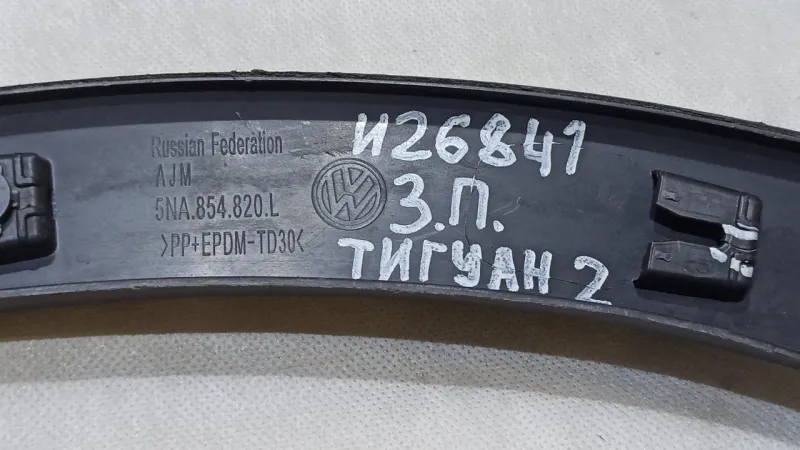 Russian Federation
AJM
5NA.854.820.L
>PP+EPDM-TD30<
И26841
З.П.
ТИГУАН 2